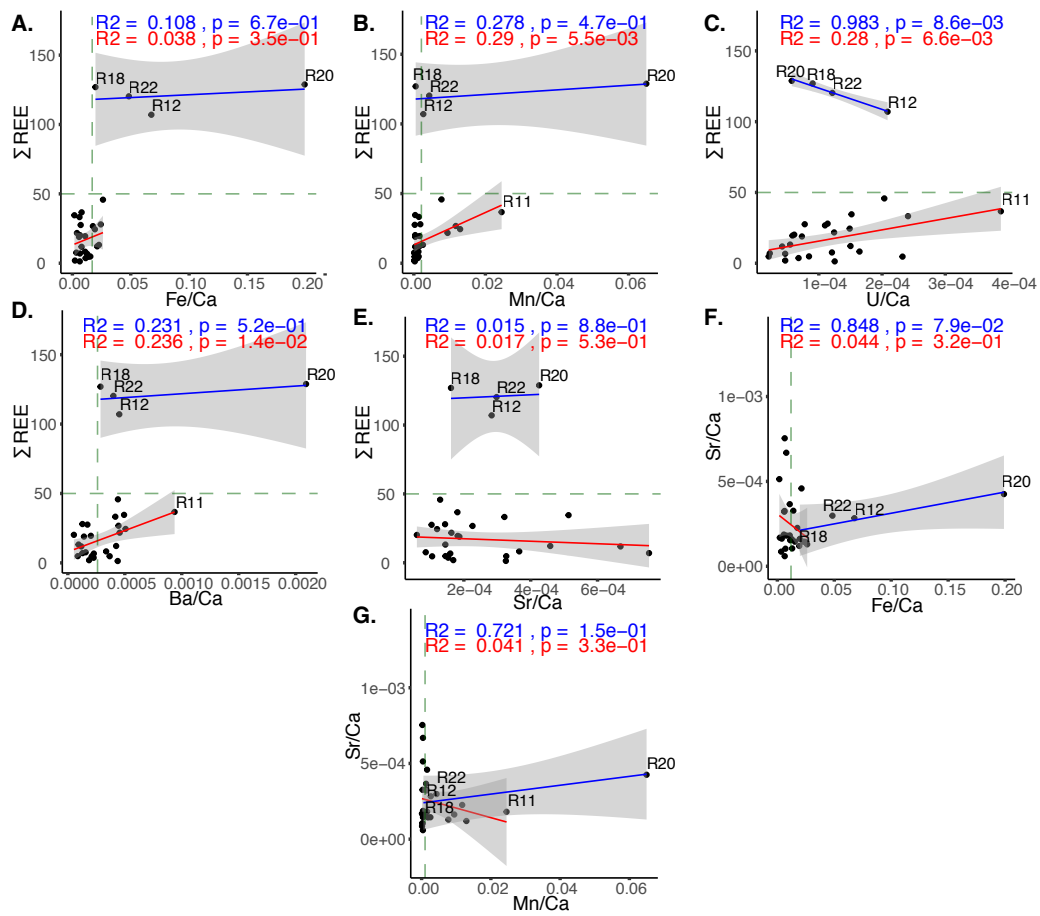 A.
R2 = 0.108 , p = 6.7e−01
R2 = 0.038 , p = 3.5e−01
150
100
50
0
Σ REE
R18
R22
R12
R20
0.00
0.05
0.10
0.15
0.20
Fe/Ca
B.
R2 = 0.278 , p = 4.7e−01
R2 = 0.29 , p = 5.5e−03
150
100
50
0
Σ REE
R18
R22
R12
R20
R11
0.00
0.02
0.04
0.06
Mn/Ca
C.
R2 = 0.983 , p = 8.6e−03
R2 = 0.28 , p = 6.6e−03
150
100
50
0
Σ REE
R20
R18
R22
R12
R11
1e−04
2e−04
3e−04
4e−04
U/Ca
D.
R2 = 0.231 , p = 5.2e−01
R2 = 0.236 , p = 1.4e−02
150
100
50
0
Σ REE
R18
R22
R12
R20
R11
0.0000
0.0005
0.0010
0.0015
0.0020
Ba/Ca
E.
R2 = 0.015 , p = 8.8e−01
R2 = 0.017 , p = 5.3e−01
150
100
50
0
Σ REE
R18
R20
R22
R12
2e−04
4e−04
6e−04
Sr/Ca
F.
R2 = 0.848 , p = 7.9e−02
R2 = 0.044 , p = 3.2e−01
1e−03
5e−04
0e+00
Sr/Ca
R20
R22
R12
R18
0.00
0.05
0.10
0.15
0.20
Fe/Ca
G.
R2 = 0.721 , p = 1.5e−01
R2 = 0.041 , p = 3.3e−01
1e−03
5e−04
0e+00
Sr/Ca
R22
R20
R12
R18
R11
0.00
0.02
0.04
0.06
Mn/Ca